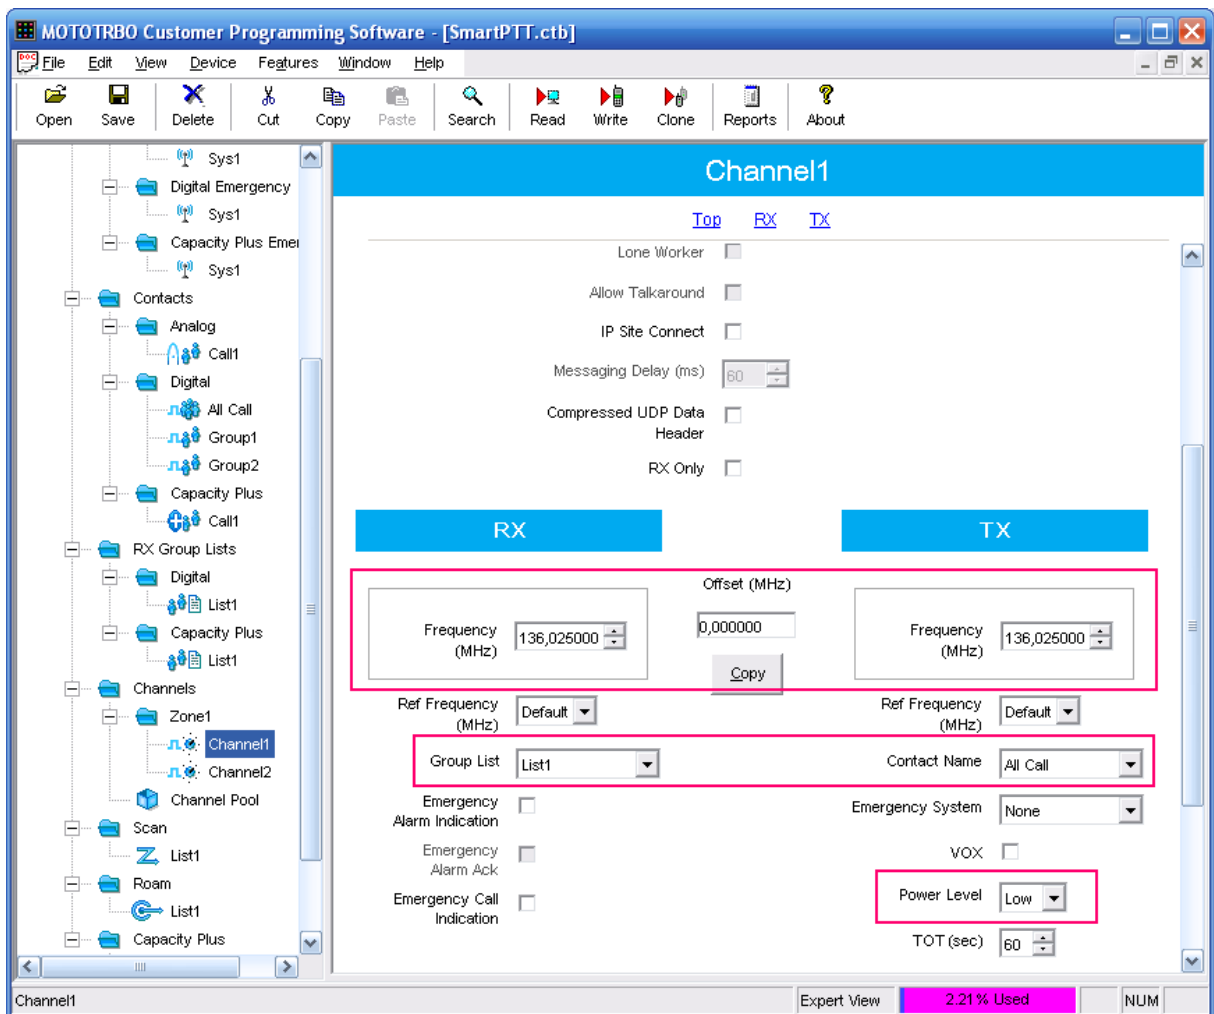 MOTOTRBO Customer Programming Software - [SmartPTT.ctb]
File Edit View Device Features Window Help
Open Save Delete Cut Copy Paste Search Read Write Clone Reports About
Sys1
Digital Emergency
Sys1
Capacity Plus Emer
Sys1
Contacts
Analog
Call1
Digital
All Call
Group1
Group2
Capacity Plus
Call1
RX Group Lists
Digital
List1
Capacity Plus
List1
Channels
Zone1
Channel1
Channel2
Channel Pool
Scan
List1
Roam
List1
Capacity Plus
Channel1
Top RX TX
Lone Worker
Allow Talkaround
IP Site Connect
Messaging Delay (ms) 60
Compressed UDP Data
Header
RX Only
RX TX
Offset (MHz)
Frequency
(MHz) 136,025000
0,000000
Copy
Frequency
(MHz) 136,025000
Ref Frequency
(MHz) Default
Ref Frequency
(MHz) Default
Group List List1
Contact Name All Call
Emergency
Alarm Indication
Emergency System None
Emergency
Alarm Ack
VOX
Emergency Call
Indication
Power Level Low
TOT (sec) 60
Channel1 Expert View 2.21% Used NUM